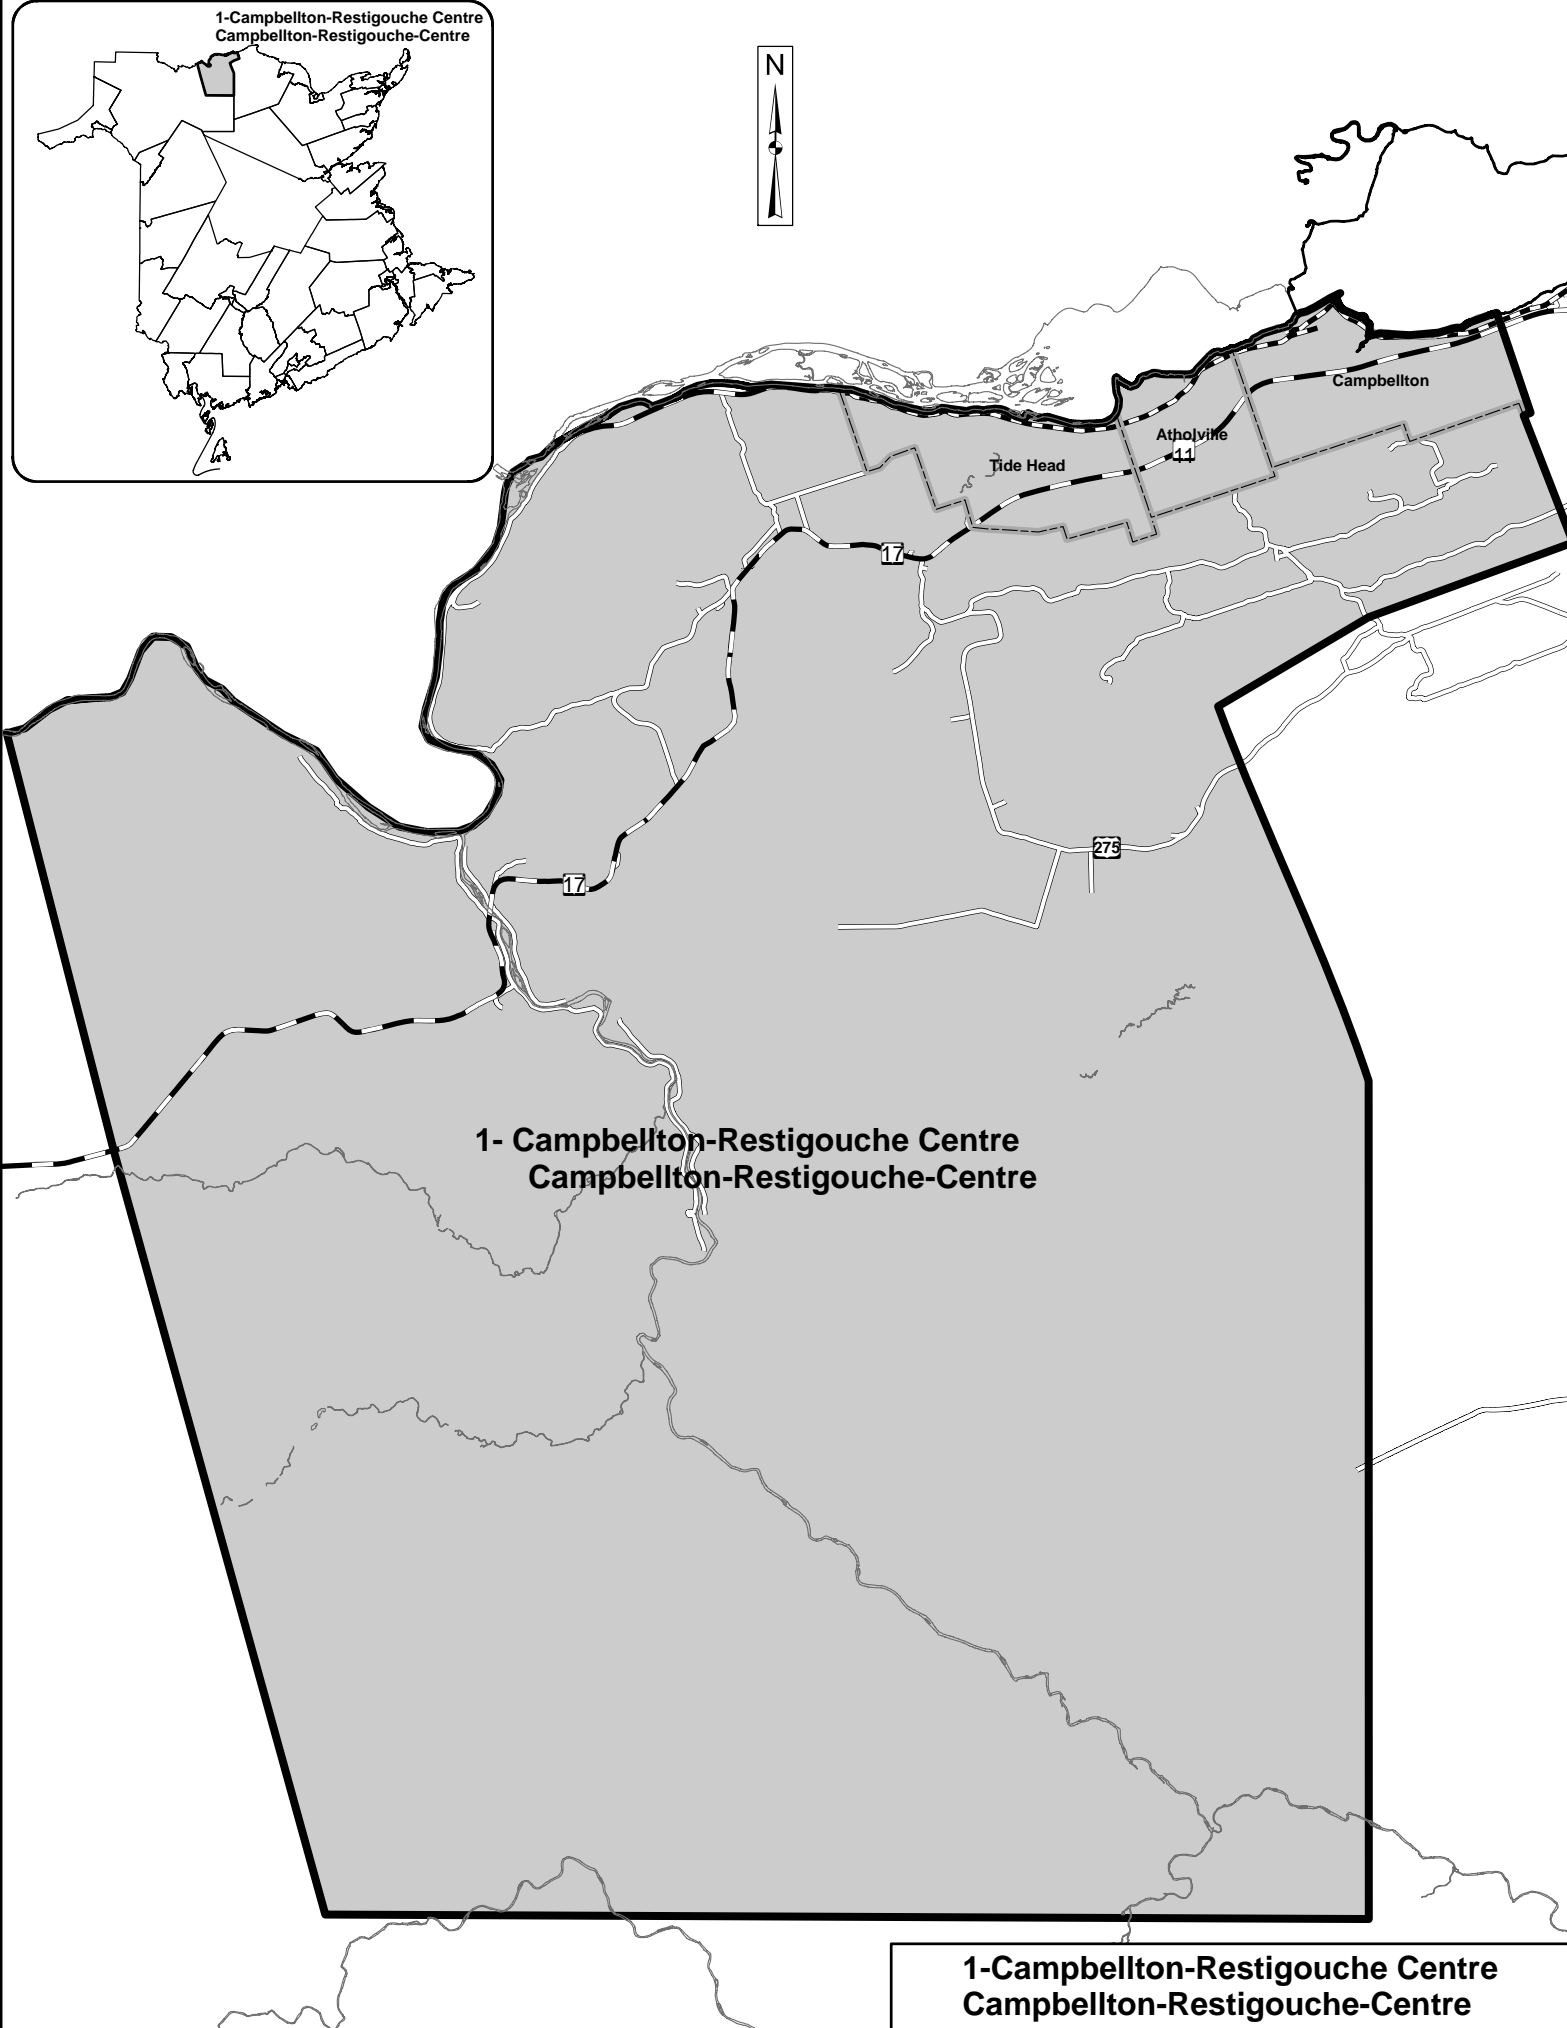 1-Campbellton-Restigouche Centre
Campbellton-Restigouche-Centre
N
Campbellton
Atholville
11
Tide Head
17
275
17
1- Campbellton-Restigouche Centre
Campbellton-Restigouche-Centre
1-Campbellton-Restigouche Centre
Campbellton-Restigouche-Centre